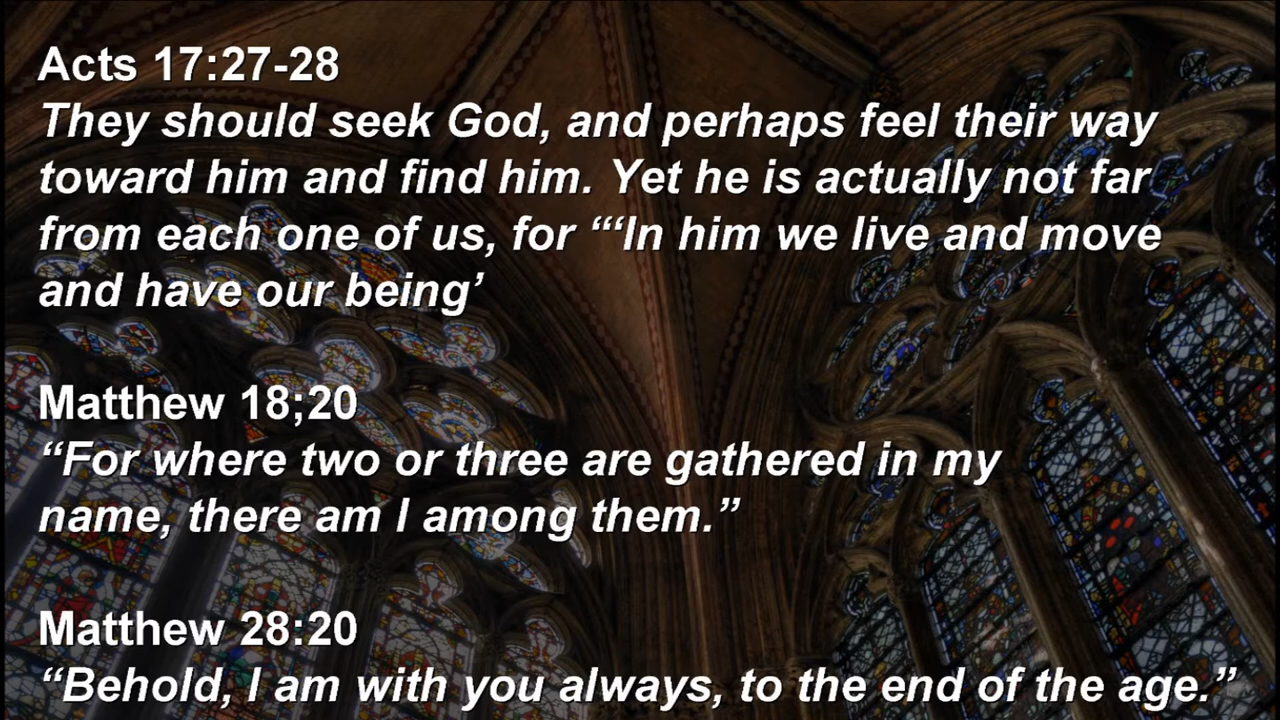 Acts 17:27-28
They should seek God, and perhaps feel their way
toward him and find him. Yet he is actually not far
from each one of us, for “‘In him we live and move
and have our being’
Matthew 18;20
“For where two or three are gathered in my
name, there am I among them.”
Matthew 28:20
“Behold, I am with you always, to the end of the age.”